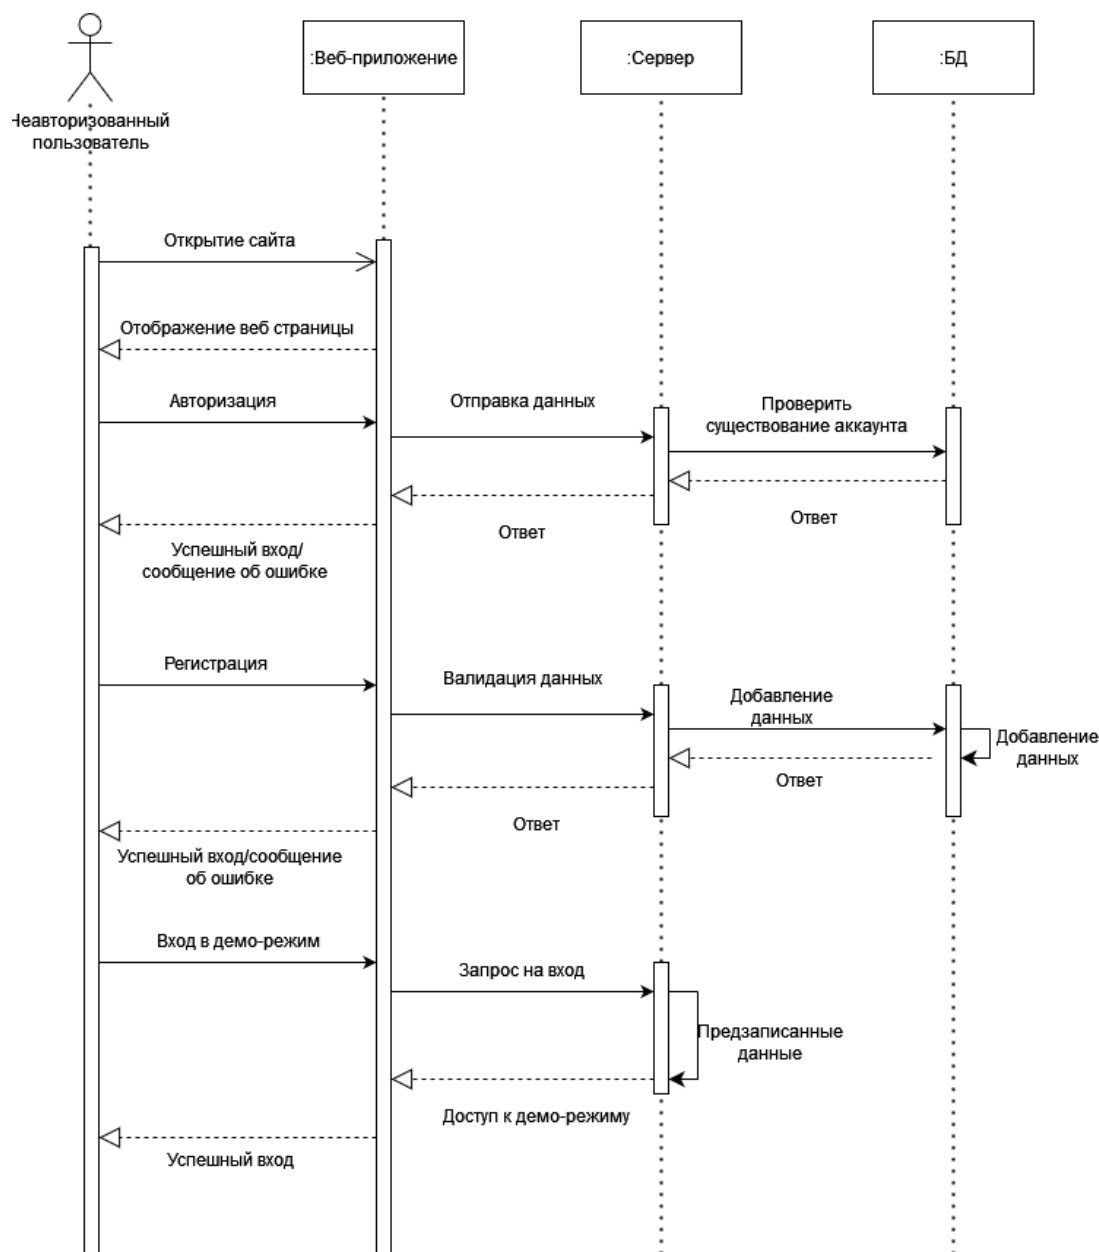 :Веб-приложение
:Сервер
:БД
Неавторизованный
пользователь
Открытие сайта
Отображение веб страницы
Авторизация
Отправка данных
Проверить
существование аккаунта
Ответ
Ответ
Успешный вход/
сообщение об ошибке
Регистрация
Валидация данных
Добавление
данных
Добавление
данных
Ответ
Ответ
Успешный вход/сообщение
об ошибке
Вход в демо-режим
Запрос на вход
Предзаписанные
данные
Доступ к демо-режиму
Успешный вход